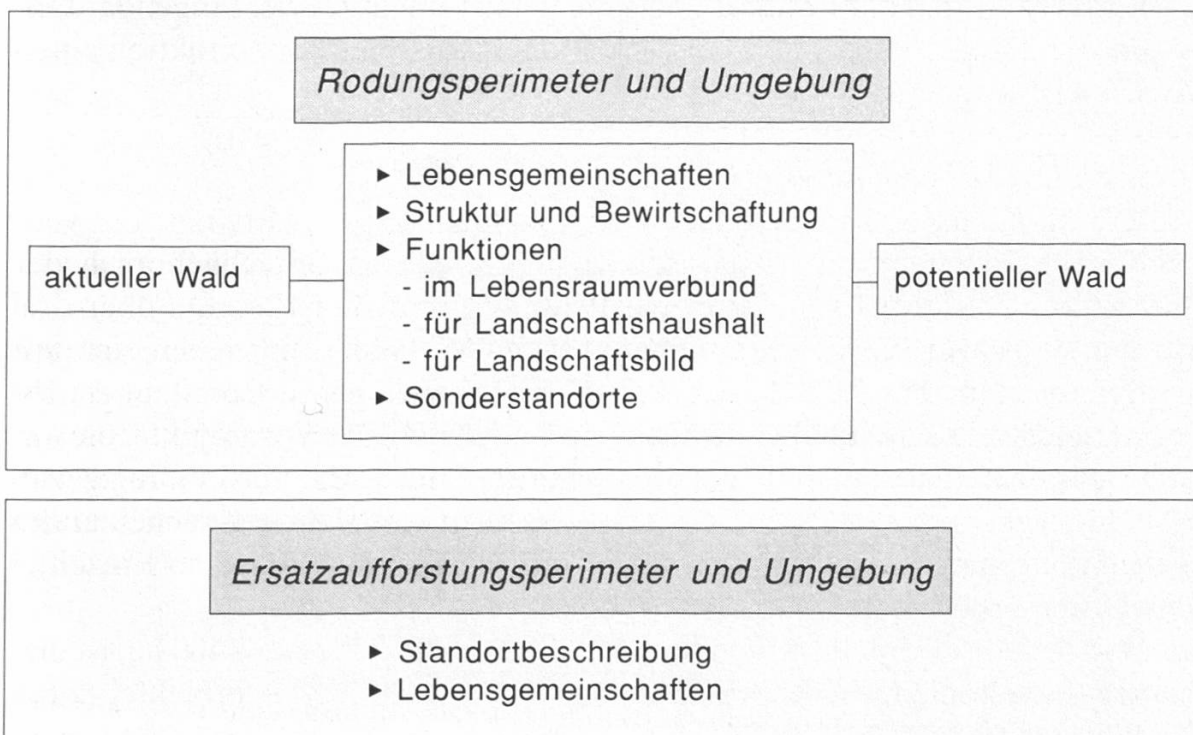 Rodungsperimeter und Umgebung
▸ Lebensgemeinschaften
▸ Struktur und Bewirtschaftung
▸ Funktionen
- im Lebensraumverbund
- für Landschaftshaushalt
- für Landschaftsbild
▸ Sonderstandorte
aktueller Wald
potentieller Wald
Ersatzaufforstungsperimeter und Umgebung
▸ Standortbeschreibung
▸ Lebensgemeinschaften